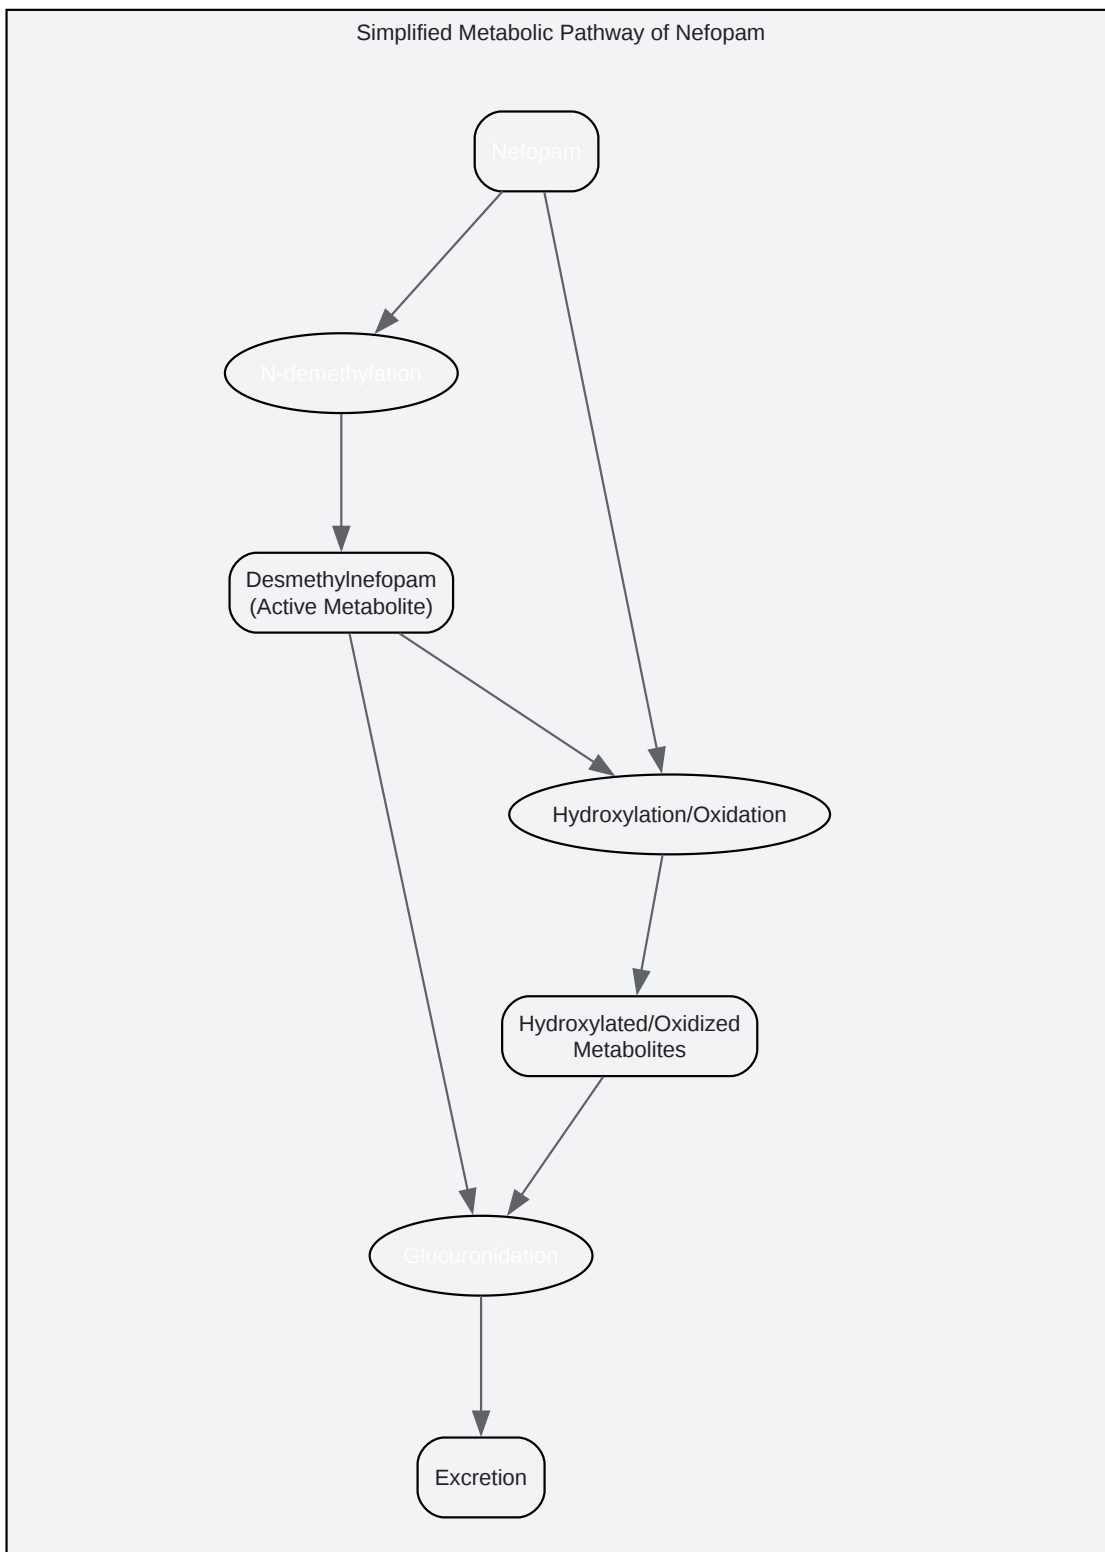 Simplified Metabolic Pathway of Nefopam
Nefopam
N-demethylation
Desmethylnefopam
(Active Metabolite)
Hydroxylation/Oxidation
Hydroxylated/Oxidized
Metabolites
Glucuronidation
Excretion